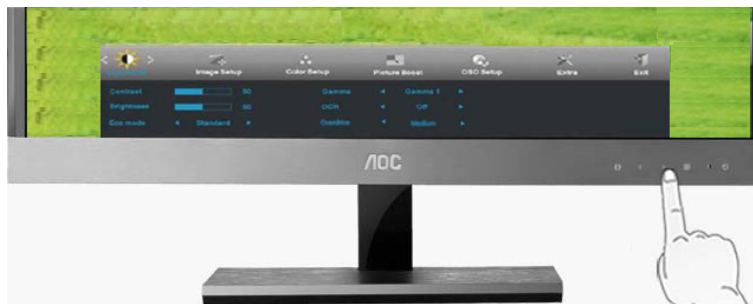 Image Setup Color Setup Picture Boost OSD Setup Extra Exit
Contrast 50 Gamma Gamma 1
Brightness 50 DCR Off
Eco mode Standard Overdrive Medium
AOC